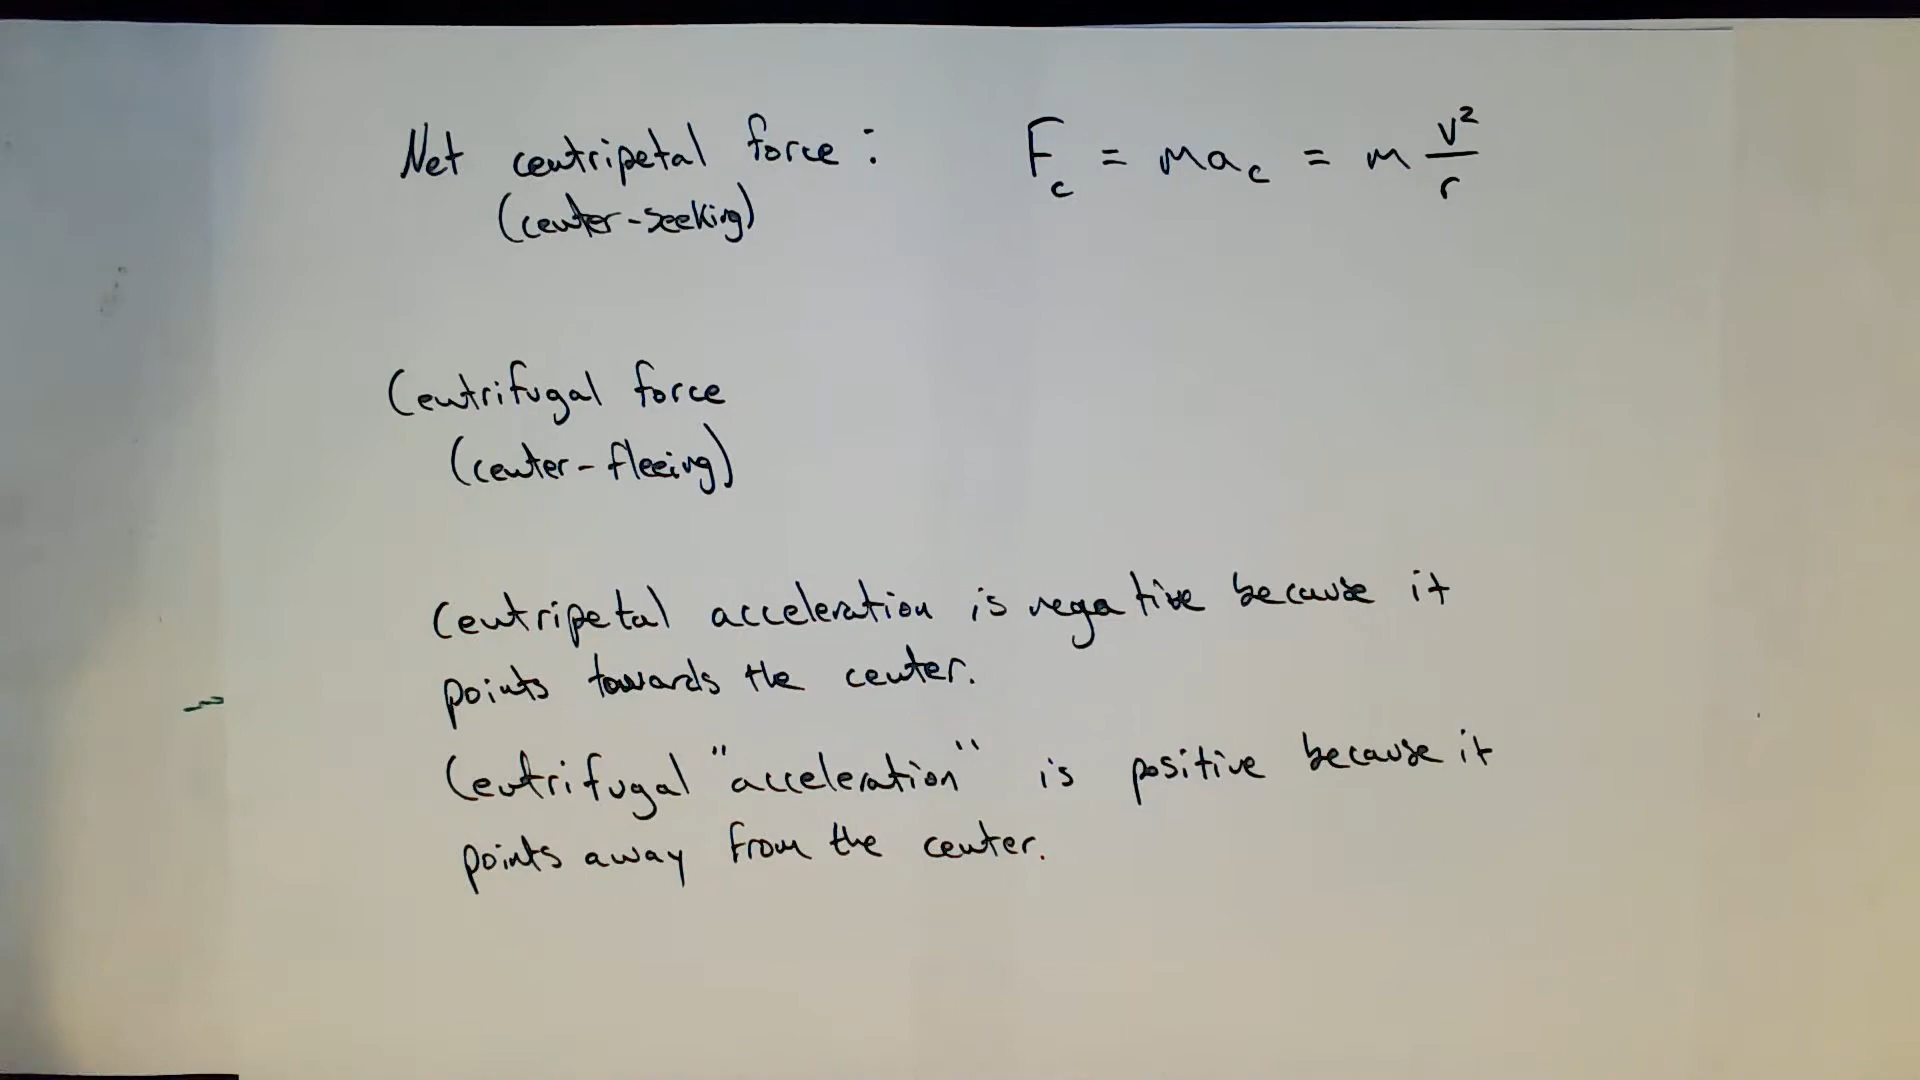 Net centripetal force: F_c = ma_c = m v²/r
(center-seeking)
Centrifugal force
(center-fleeing)
Centripetal acceleration is negative because it
points towards the center.
Centrifugal "acceleration" is positive because it
points away from the center.